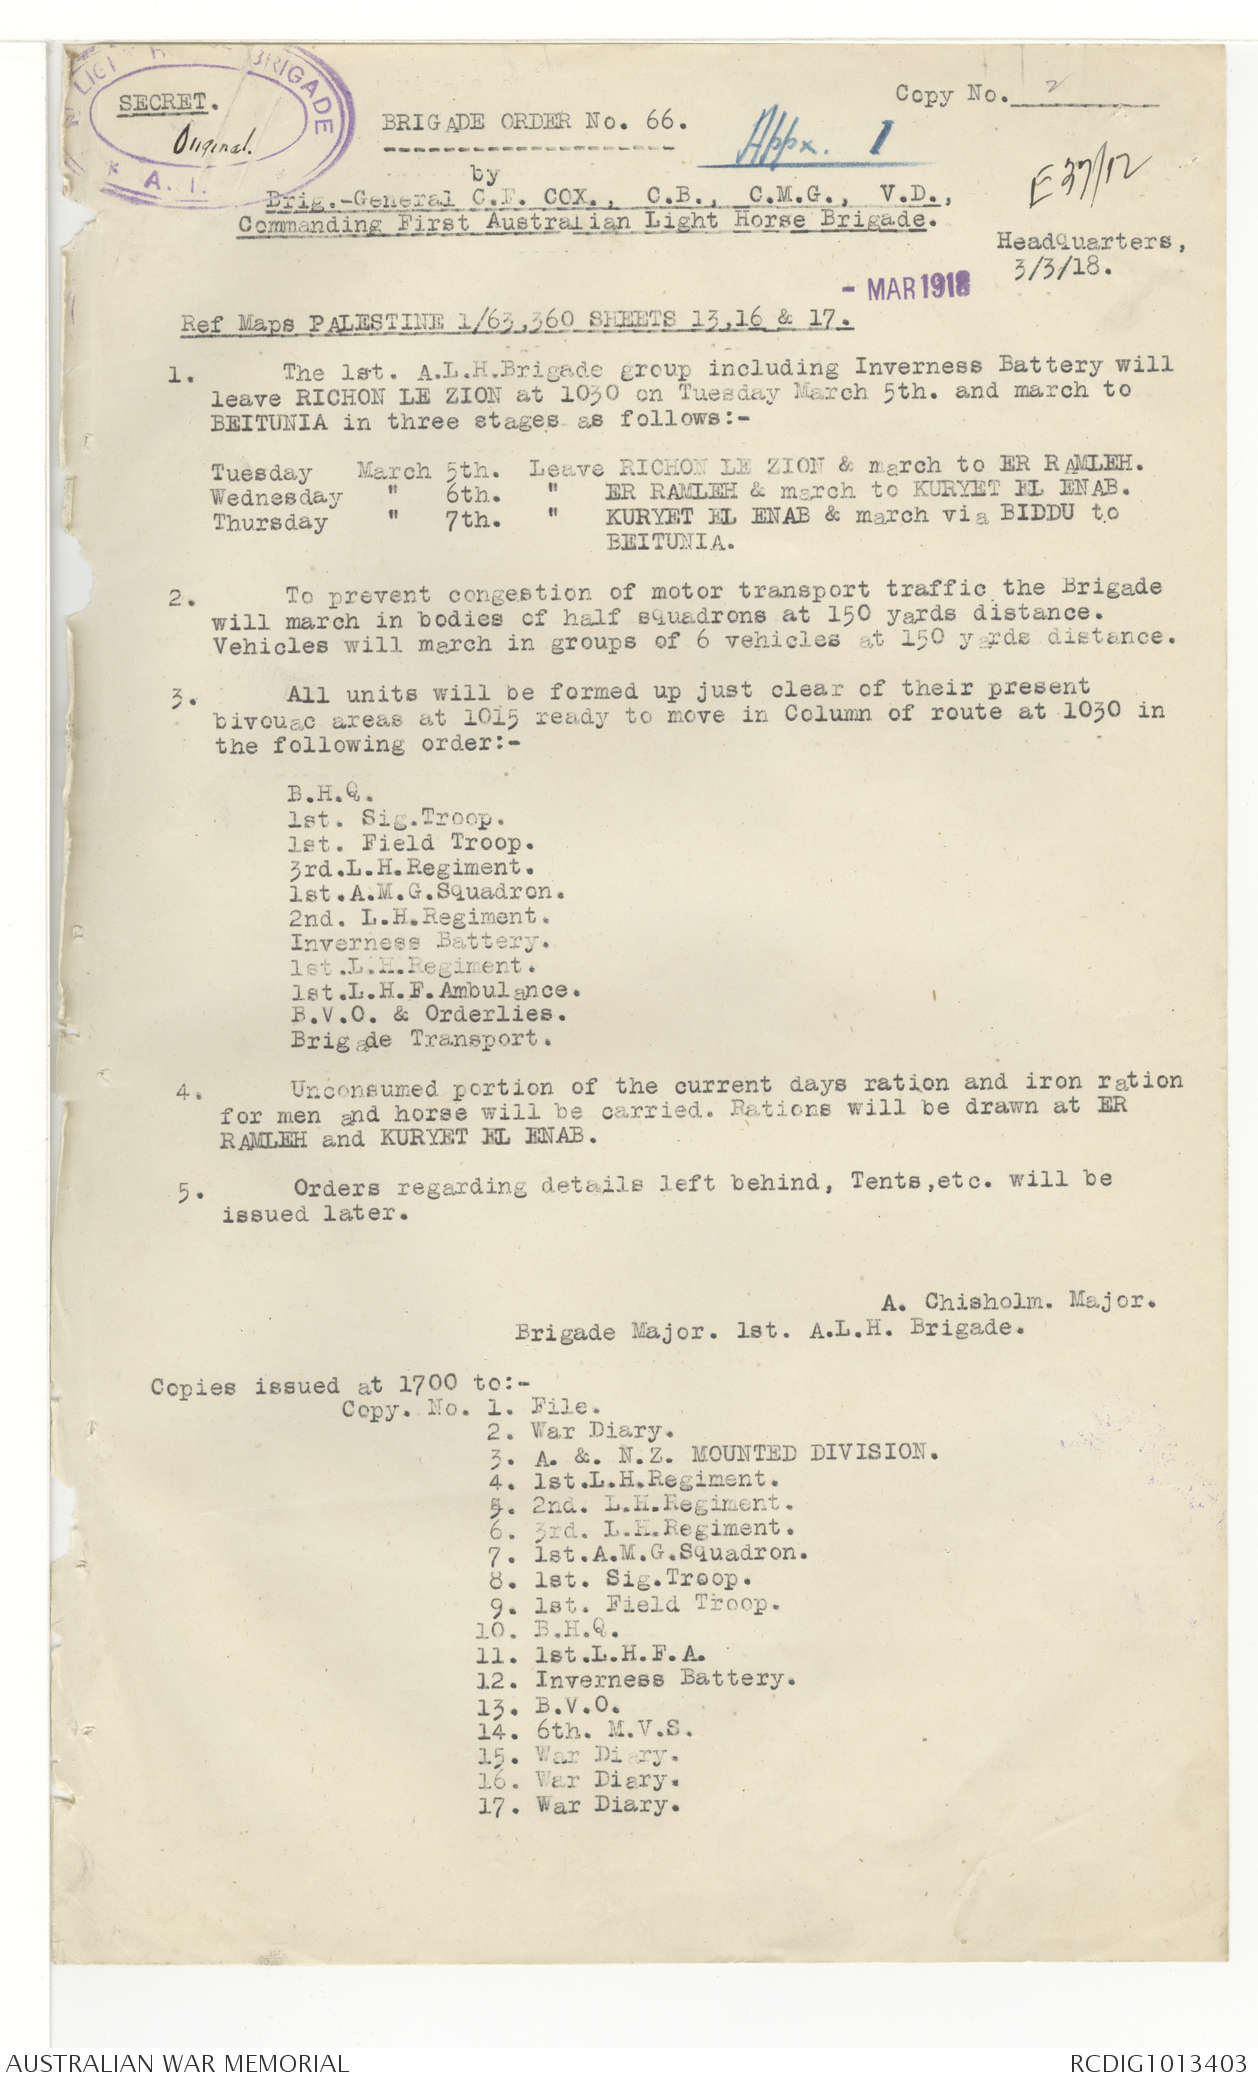 LIGHT H BRIGADE
A.I.
SECRET.
Original.
Copy No. 2
BRIGADE ORDER No. 66.
Appx. 1
by
E 37/12
Brig.-General C.F. COX., C.B., C.M.G., V.D.,
Commanding First Australian Light Horse Brigade.
Headquarters,
3/3/18.
- MAR 1918
Ref Maps PALESTINE 1/63,360 SHEETS 13,16 & 17.
1. The 1st. A.L.H.Brigade group including Inverness Battery will
leave RICHON LE ZION at 1030 on Tuesday March 5th. and march to
BEITUNIA in three stages as follows:-
Tuesday March 5th. Leave RICHON LE ZION & march to ER RAMLEH.
Wednesday " 6th. " ER RAMLEH & march to KURYET EL ENAB.
Thursday " 7th. " KURYET EL ENAB & march via BIDDU to
BEITUNIA.
2. To prevent congestion of motor transport traffic the Brigade
will march in bodies of half squadrons at 150 yards distance.
Vehicles will march in groups of 6 vehicles at 150 yards distance.
3. All units will be formed up just clear of their present
bivouac areas at 1015 ready to move in Column of route at 1030 in
the following order:-
B.H.Q.
1st. Sig.Troop.
1st. Field Troop.
3rd.L.H.Regiment.
1st.A.M.G.Squadron.
2nd. L.H.Regiment.
Inverness Battery.
1st.L.H.Regiment.
1st.L.H.F.Ambulance.
B.V.O. & Orderlies.
Brigade Transport.
4. Unconsumed portion of the current days ration and iron ration
for men and horse will be carried. Rations will be drawn at ER
RAMLEH and KURYET EL ENAB.
5. Orders regarding details left behind, Tents,etc. will be
issued later.
A. Chisholm. Major.
Brigade Major. 1st. A.L.H. Brigade.
Copies issued at 1700 to:-
Copy. No. 1. File.
2. War Diary.
3. A. &. N.Z. MOUNTED DIVISION.
4. 1st.L.H.Regiment.
5. 2nd. L.H.Regiment.
6. 3rd. L.H.Regiment.
7. 1st.A.M.G.Squadron.
8. 1st. Sig.Troop.
9. 1st. Field Troop.
10. B.H.Q.
11. 1st.L.H.F.A.
12. Inverness Battery.
13. B.V.O.
14. 6th. M.V.S.
15. War Diary.
16. War Diary.
17. War Diary.
AUSTRALIAN WAR MEMORIAL
RCDIG1013403